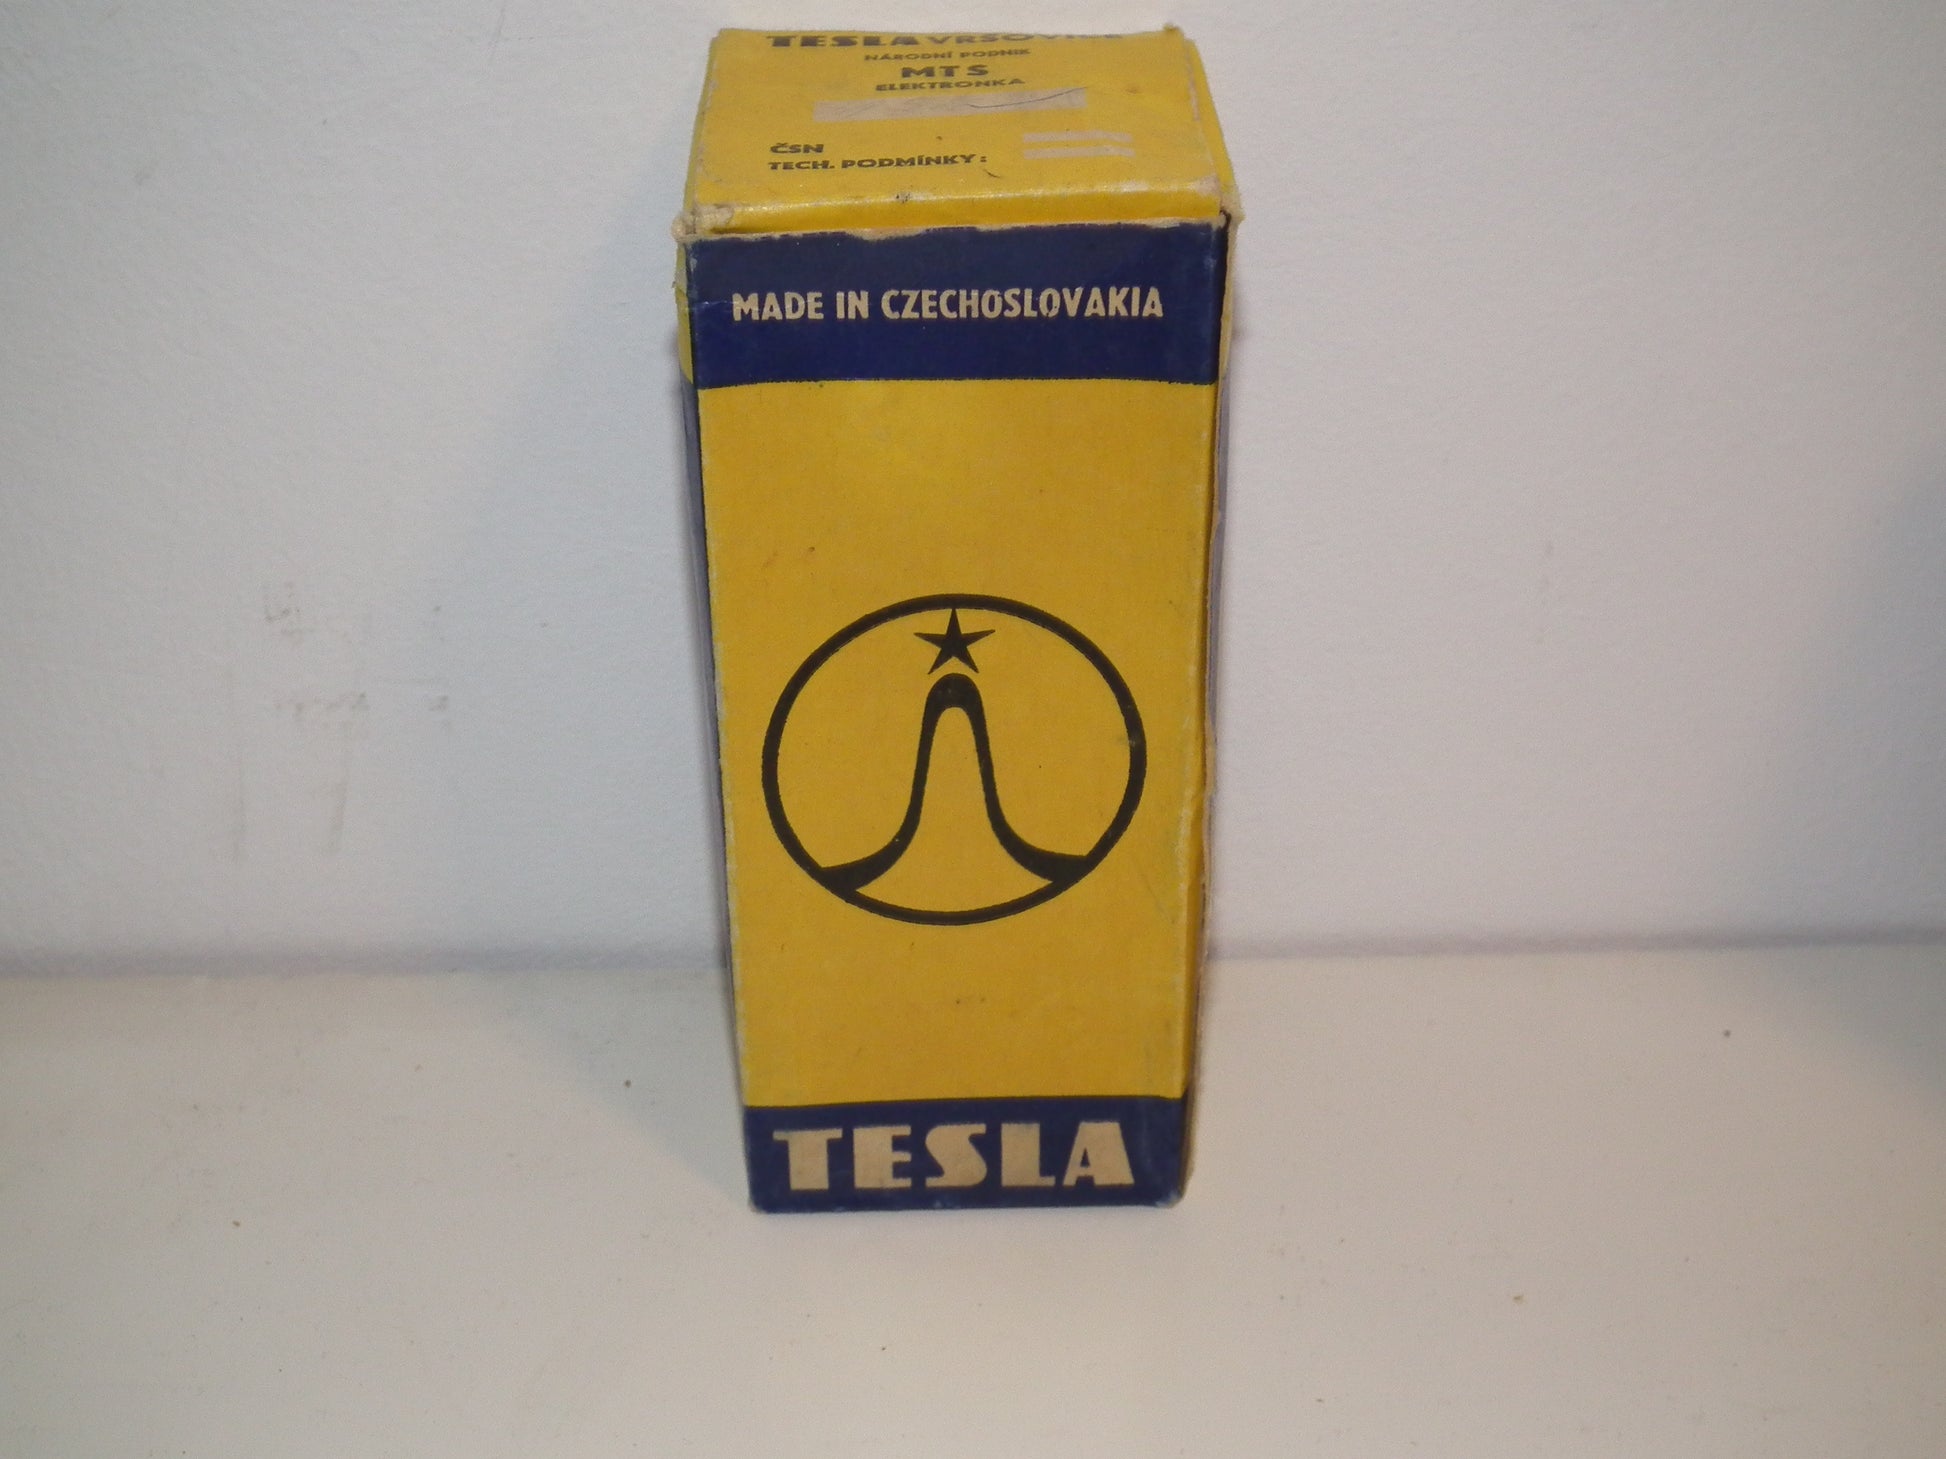 TESLA VRŠOVICE
NÁRODNÍ PODNIK
MTS
ELEKTRONKA
ČSN
TECH. PODMÍNKY:
MADE IN CZECHOSLOVAKIA
TESLA